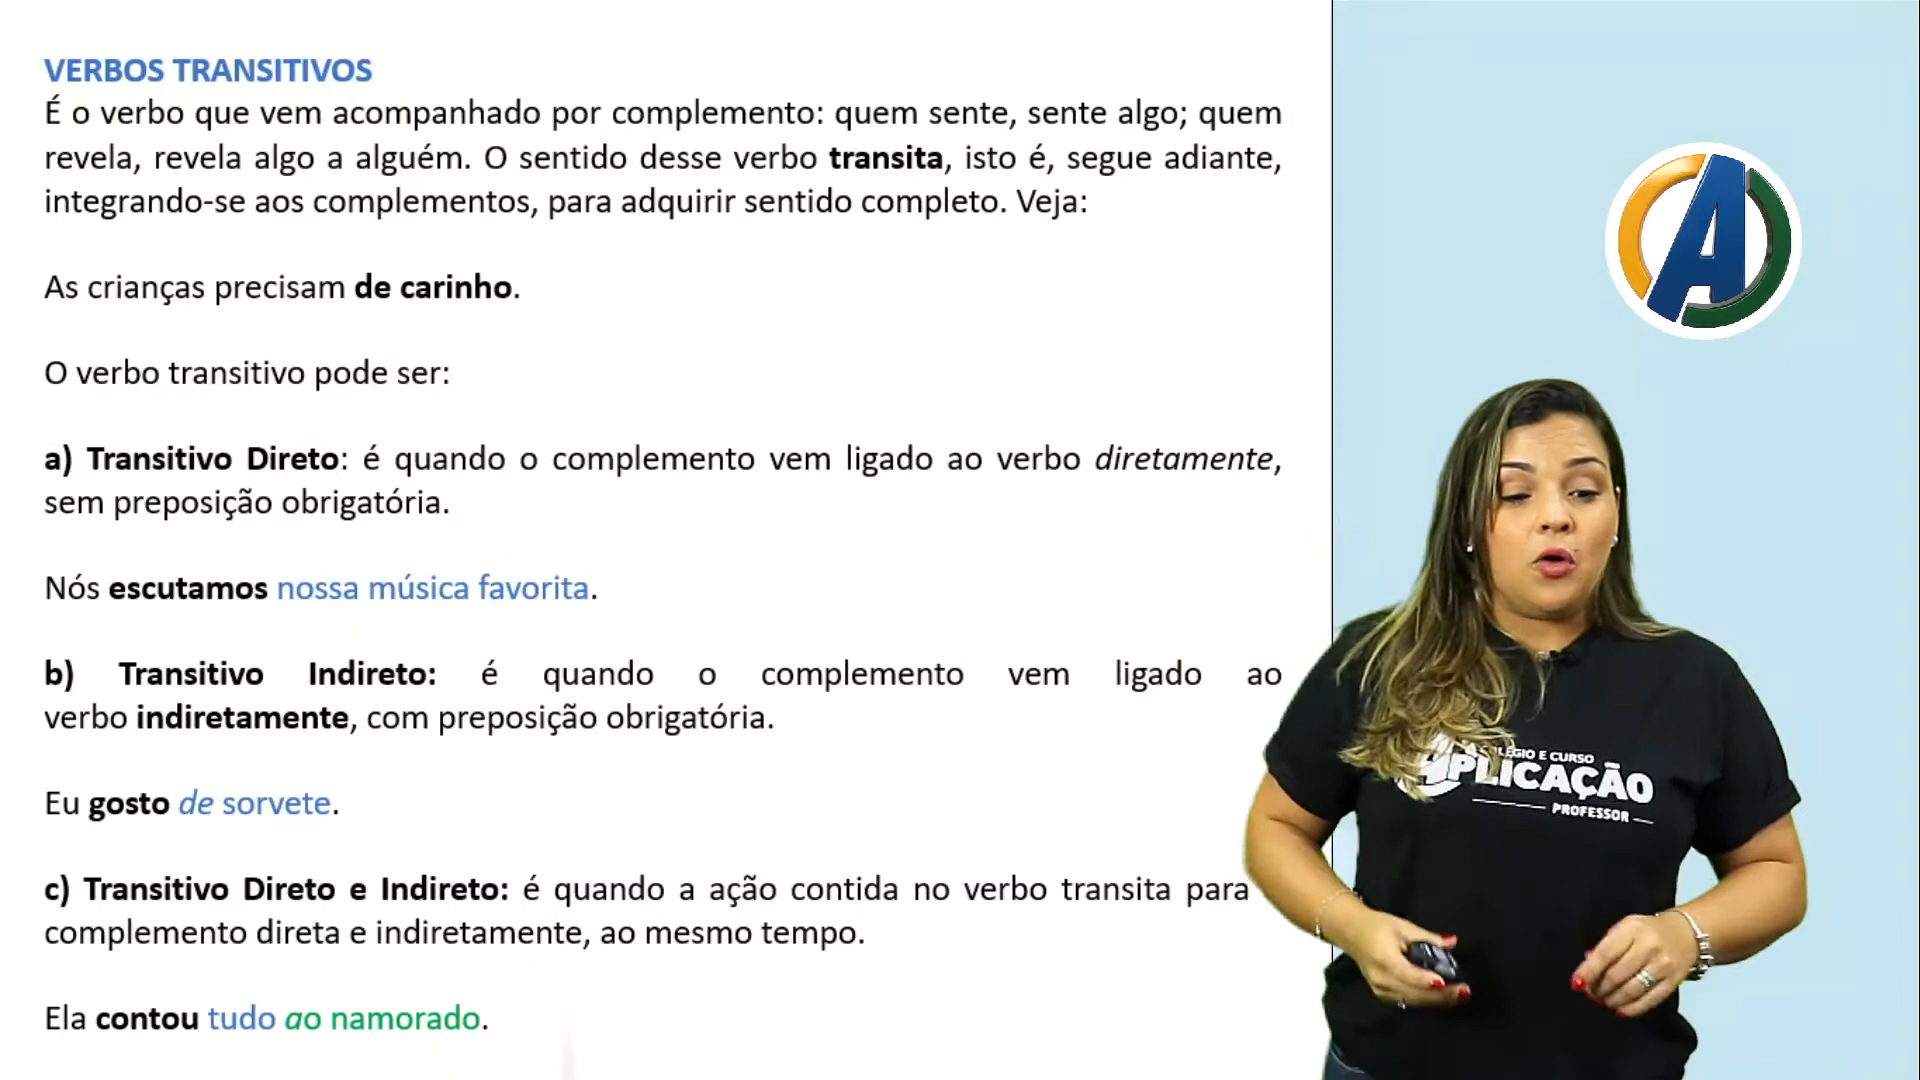 VERBOS TRANSITIVOS
É o verbo que vem acompanhado por complemento: quem sente, sente algo; quem
revela, revela algo a alguém. O sentido desse verbo transita, isto é, segue adiante,
integrando-se aos complementos, para adquirir sentido completo. Veja:
As crianças precisam de carinho.
O verbo transitivo pode ser:
a) Transitivo Direto: é quando o complemento vem ligado ao verbo diretamente,
sem preposição obrigatória.
Nós escutamos nossa música favorita.
b) Transitivo Indireto: é quando o complemento vem ligado ao
verbo indiretamente, com preposição obrigatória.
Eu gosto de sorvete.
c) Transitivo Direto e Indireto: é quando a ação contida no verbo transita para
complemento direta e indiretamente, ao mesmo tempo.
Ela contou tudo ao namorado.
A
E CURSO
PLICAÇÃO
PROFESSOR